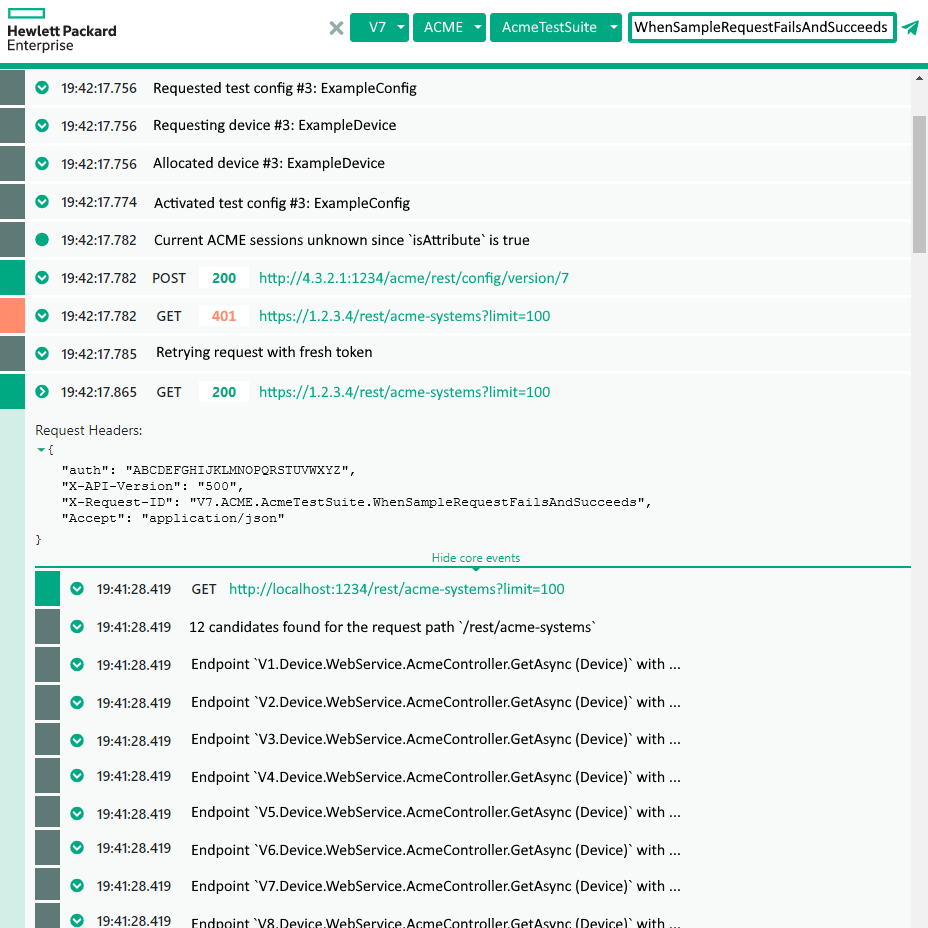 Hewlett Packard
Enterprise
V7 ACME AcmeTestSuite WhenSampleRequestFailsAndSucceeds
19:42:17.756 Requested test config #3: ExampleConfig
19:42:17.756 Requesting device #3: ExampleDevice
19:42:17.756 Allocated device #3: ExampleDevice
19:42:17.774 Activated test config #3: ExampleConfig
19:42:17.782 Current ACME sessions unknown since `isAttribute` is true
19:42:17.782 POST 200 http://4.3.2.1:1234/acme/rest/config/version/7
19:42:17.782 GET 401 https://1.2.3.4/rest/acme-systems?limit=100
19:42:17.785 Retrying request with fresh token
19:42:17.865 GET 200 https://1.2.3.4/rest/acme-systems?limit=100
Request Headers:
{
"auth": "ABCDEFGHIJKLMNOPQRSTUVWXYZ",
"X-API-Version": "500",
"X-Request-ID": "V7.ACME.AcmeTestSuite.WhenSampleRequestFailsAndSucceeds",
"Accept": "application/json"
}
Hide core events
19:41:28.419 GET http://localhost:1234/rest/acme-systems?limit=100
19:41:28.419 12 candidates found for the request path `/rest/acme-systems`
19:41:28.419 Endpoint `V1.Device.WebService.AcmeController.GetAsync (Device)` with ...
19:41:28.419 Endpoint `V2.Device.WebService.AcmeController.GetAsync (Device)` with ...
19:41:28.419 Endpoint `V3.Device.WebService.AcmeController.GetAsync (Device)` with ...
19:41:28.419 Endpoint `V4.Device.WebService.AcmeController.GetAsync (Device)` with ...
19:41:28.419 Endpoint `V5.Device.WebService.AcmeController.GetAsync (Device)` with ...
19:41:28.419 Endpoint `V6.Device.WebService.AcmeController.GetAsync (Device)` with ...
19:41:28.419 Endpoint `V7.Device.WebService.AcmeController.GetAsync (Device)` with ...
19:41:28.419 Endpoint `V8.Device.WebService.AcmeController.GetAsync (Device)` with ...